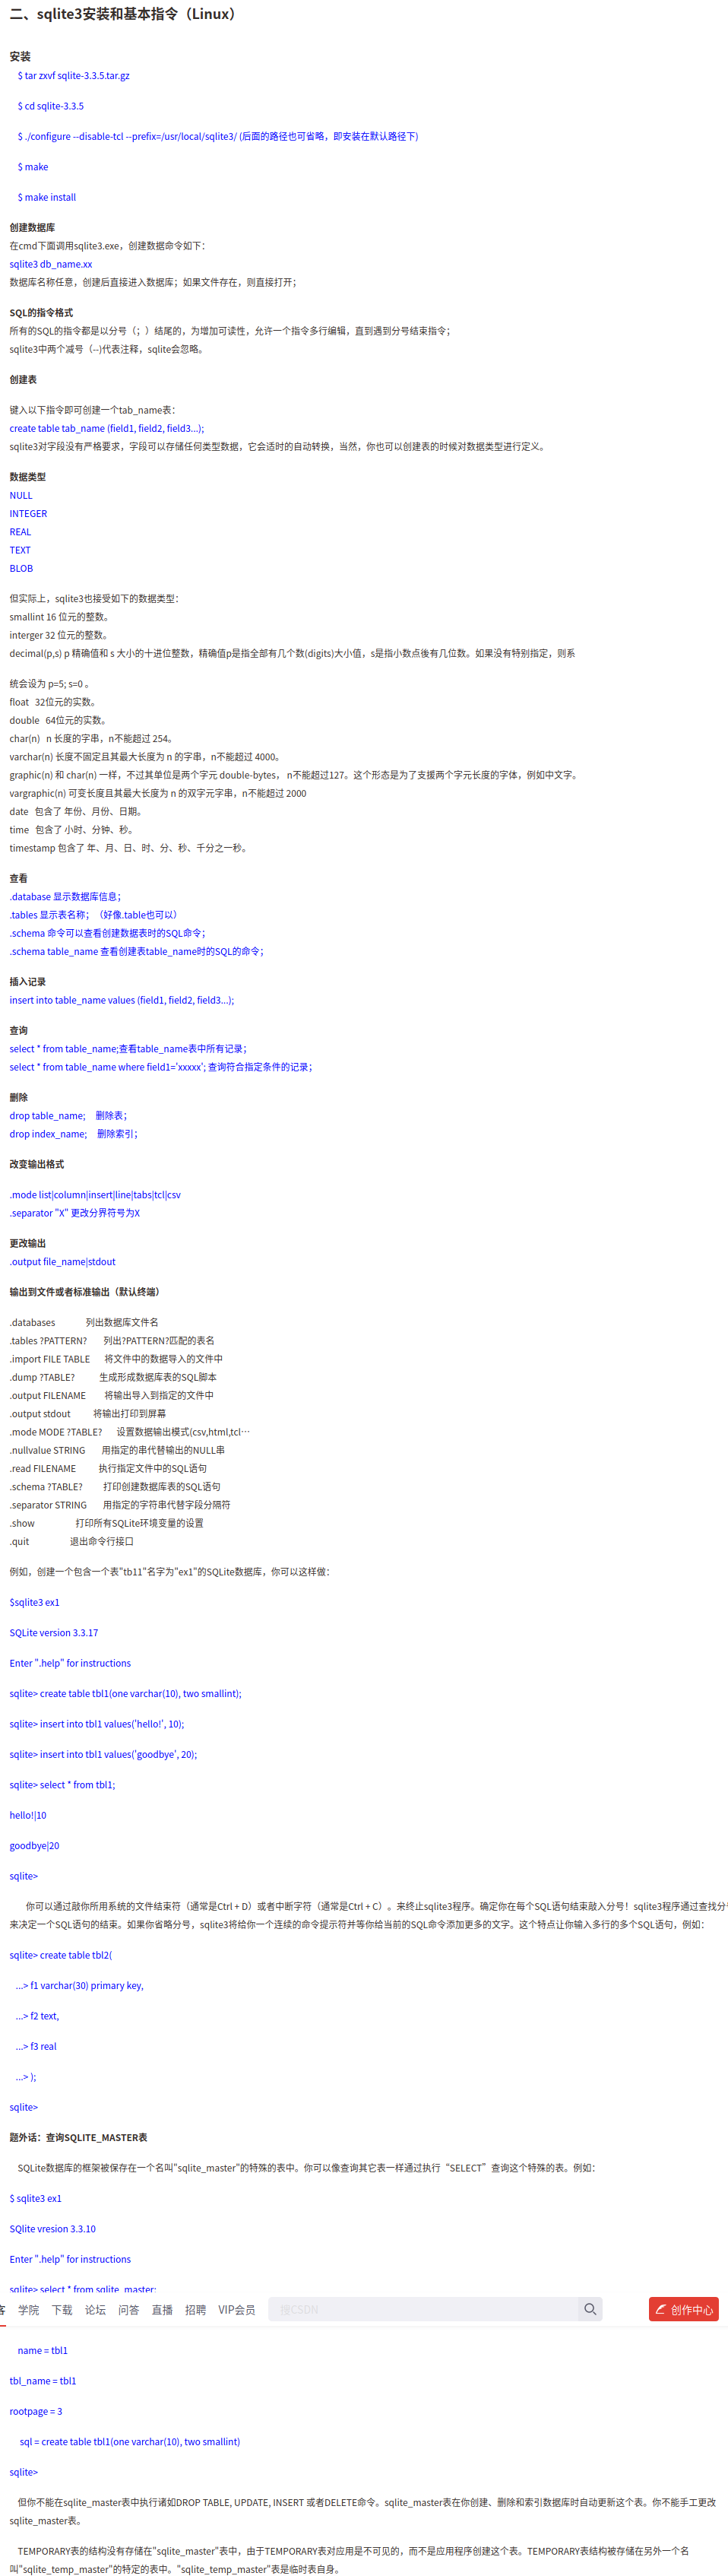 二、sqlite3安装和基本指令（Linux）
安装
$ tar zxvf sqlite-3.3.5.tar.gz
$ cd sqlite-3.3.5
$ ./configure --disable-tcl --prefix=/usr/local/sqlite3/ (后面的路径也可省略，即安装在默认路径下)
$ make
$ make install
创建数据库
在cmd下面调用sqlite3.exe，创建数据命令如下：
sqlite3 db_name.xx
数据库名称任意，创建后直接进入数据库；如果文件存在，则直接打开；
SQL的指令格式
所有的SQL的指令都是以分号（；）结尾的，为增加可读性，允许一个指令多行编辑，直到遇到分号结束指令；
sqlite3中两个减号（--)代表注释，sqlite会忽略。
创建表
键入以下指令即可创建一个tab_name表：
create table tab_name (field1, field2, field3...);
sqlite3对字段没有严格要求，字段可以存储任何类型数据，它会适时的自动转换，当然，你也可以创建表的时候对数据类型进行定义。
数据类型
NULL
INTEGER
REAL
TEXT
BLOB
但实际上，sqlite3也接受如下的数据类型：
smallint 16 位元的整数。
interger 32 位元的整数。
decimal(p,s) p 精确值和 s 大小的十进位整数，精确值p是指全部有几个数(digits)大小值，s是指小数点後有几位数。如果没有特别指定，则系
统会设为 p=5; s=0 。
float 32位元的实数。
double 64位元的实数。
char(n) n 长度的字串，n不能超过 254。
varchar(n) 长度不固定且其最大长度为 n 的字串，n不能超过 4000。
graphic(n) 和 char(n) 一样，不过其单位是两个字元 double-bytes， n不能超过127。这个形态是为了支援两个字元长度的字体，例如中文字。
vargraphic(n) 可变长度且其最大长度为 n 的双字元字串，n不能超过 2000
date 包含了 年份、月份、日期。
time 包含了 小时、分钟、秒。
timestamp 包含了 年、月、日、时、分、秒、千分之一秒。
查看
.database 显示数据库信息；
.tables 显示表名称；（好像.table也可以）
.schema 命令可以查看创建数据表时的SQL命令；
.schema table_name 查看创建表table_name时的SQL的命令；
插入记录
insert into table_name values (field1, field2, field3...);
查询
select * from table_name;查看table_name表中所有记录；
select * from table_name where field1='xxxxx'; 查询符合指定条件的记录；
删除
drop table_name; 删除表；
drop index_name; 删除索引；
改变输出格式
.mode list|column|insert|line|tabs|tcl|csv
.separator "X" 更改分界符号为X
更改输出
.output file_name|stdout
输出到文件或者标准输出（默认终端）
.databases 列出数据库文件名
.tables ?PATTERN? 列出?PATTERN?匹配的表名
.import FILE TABLE 将文件中的数据导入的文件中
.dump ?TABLE? 生成形成数据库表的SQL脚本
.output FILENAME 将输出导入到指定的文件中
.output stdout 将输出打印到屏幕
.mode MODE ?TABLE? 设置数据输出模式(csv,html,tcl…
.nullvalue STRING 用指定的串代替输出的NULL串
.read FILENAME 执行指定文件中的SQL语句
.schema ?TABLE? 打印创建数据库表的SQL语句
.separator STRING 用指定的字符串代替字段分隔符
.show 打印所有SQLite环境变量的设置
.quit 退出命令行接口
例如，创建一个包含一个表"tb11"名字为"ex1"的SQLite数据库，你可以这样做：
$sqlite3 ex1
SQLite version 3.3.17
Enter ".help" for instructions
sqlite> create table tbl1(one varchar(10), two smallint);
sqlite> insert into tbl1 values('hello!', 10);
sqlite> insert into tbl1 values('goodbye', 20);
sqlite> select * from tbl1;
hello!|10
goodbye|20
sqlite>
你可以通过敲你所用系统的文件结束符（通常是Ctrl + D）或者中断字符（通常是Ctrl + C）。来终止sqlite3程序。确定你在每个SQL语句结束敲入分号！sqlite3程序通过查找分号
来决定一个SQL语句的结束。如果你省略分号，sqlite3将给你一个连续的命令提示符并等你给当前的SQL命令添加更多的文字。这个特点让你输入多行的多个SQL语句，例如：
sqlite> create table tbl2(
...> f1 varchar(30) primary key,
...> f2 text,
...> f3 real
...> );
sqlite>
题外话：查询SQLITE_MASTER表
SQLite数据库的框架被保存在一个名叫"sqlite_master"的特殊的表中。你可以像查询其它表一样通过执行“SELECT”查询这个特殊的表。例如：
$ sqlite3 ex1
SQlite vresion 3.3.10
Enter ".help" for instructions
sqlite> select * from sqlite_master;
客 学院 下载 论坛 问答 直播 招聘 VIP会员 搜CSDN 创作中心
name = tbl1
tbl_name = tbl1
rootpage = 3
sql = create table tbl1(one varchar(10), two smallint)
sqlite>
但你不能在sqlite_master表中执行诸如DROP TABLE, UPDATE, INSERT 或者DELETE命令。sqlite_master表在你创建、删除和索引数据库时自动更新这个表。你不能手工更改
sqlite_master表。
TEMPORARY表的结构没有存储在"sqlite_master"表中，由于TEMPORARY表对应用是不可见的，而不是应用程序创建这个表。TEMPORARY表结构被存储在另外一个名
叫"sqlite_temp_master"的特定的表中。"sqlite_temp_master"表是临时表自身。